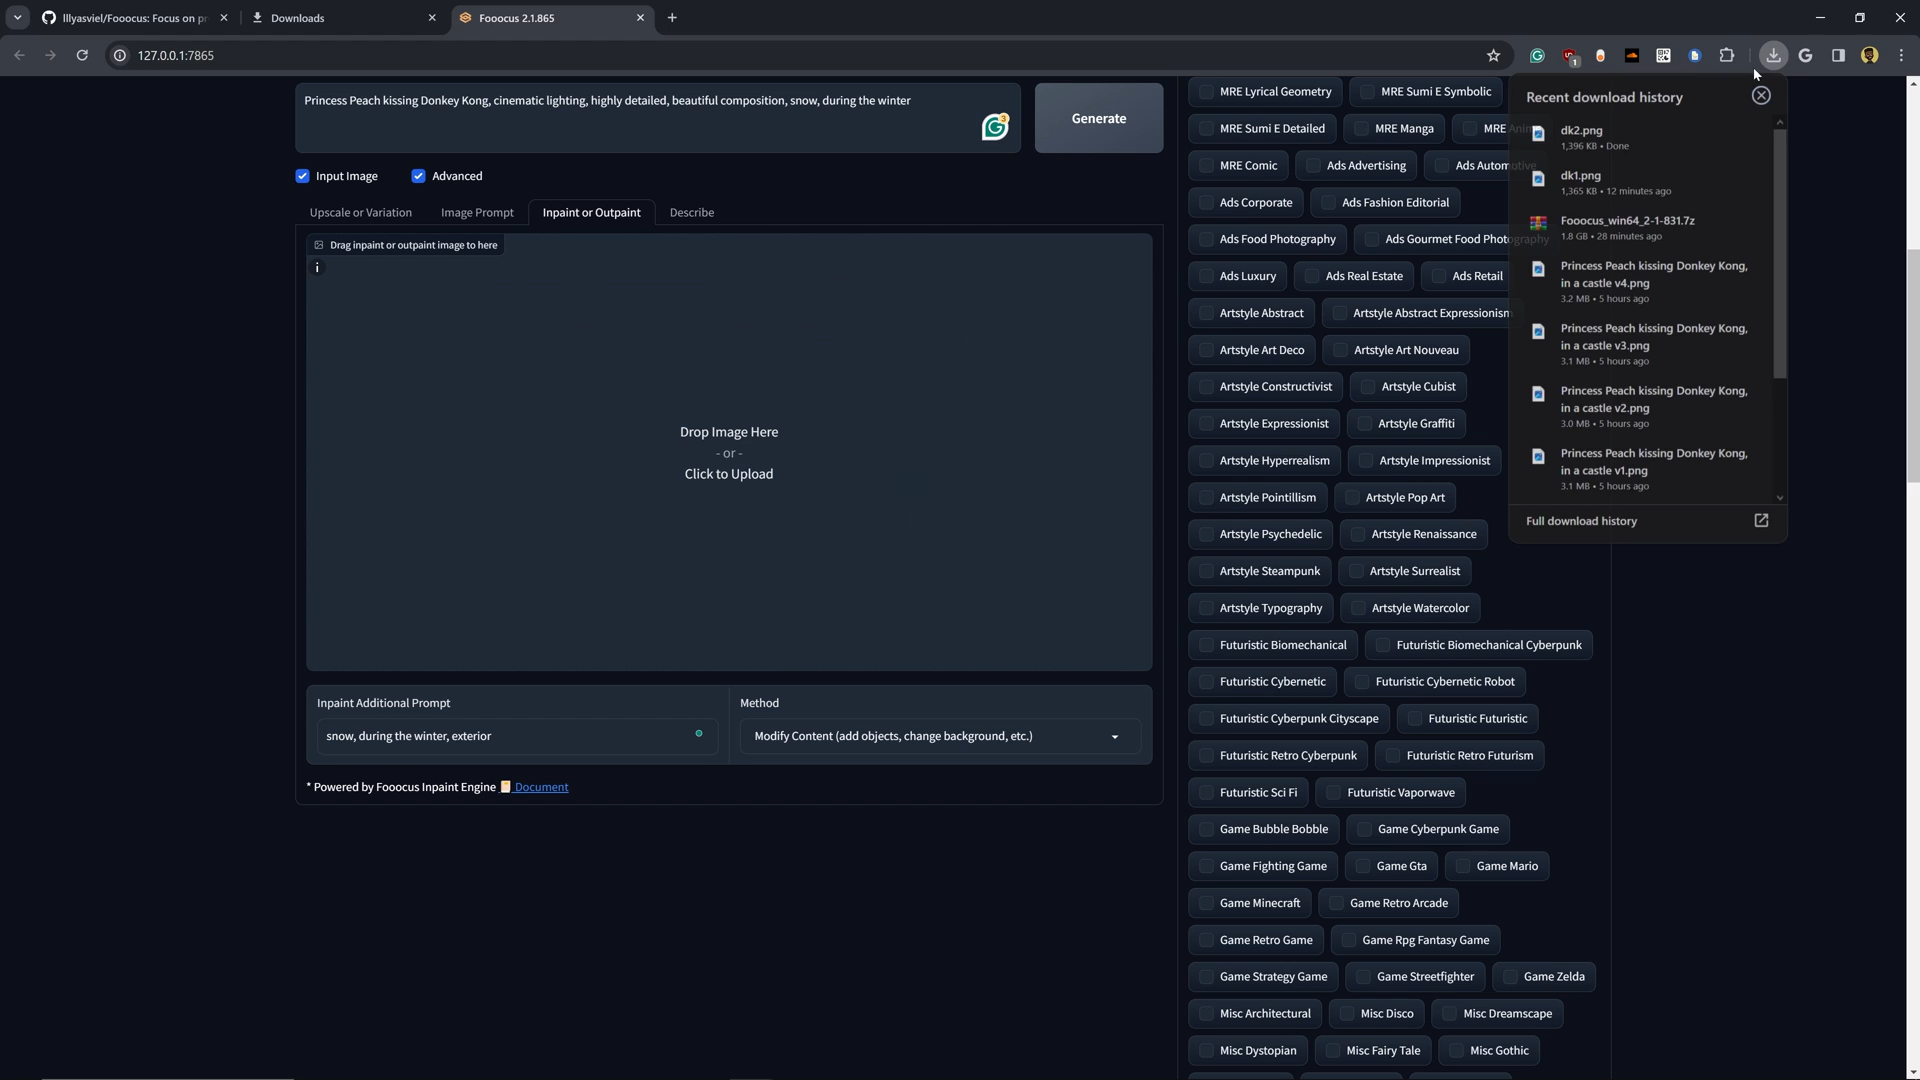 lllyasviel/Fooocus: Focus on pr
Downloads
Fooocus 2.1.865
127.0.0.1:7865
1
Princess Peach kissing Donkey Kong, cinematic lighting, highly detailed, beautiful composition, snow, during the winter
3
Generate
Input Image
Advanced
Upscale or Variation
Image Prompt
Inpaint or Outpaint
Describe
Drag inpaint or outpaint image to here
i
Drop Image Here
- or -
Click to Upload
Inpaint Additional Prompt
snow, during the winter, exterior
Method
Modify Content (add objects, change background, etc.)
* Powered by Fooocus Inpaint Engine Document
MRE Lyrical Geometry
MRE Sumi E Symbolic
MRE Sumi E Detailed
MRE Manga
MRE Anim
MRE Comic
Ads Advertising
Ads Automotive
Ads Corporate
Ads Fashion Editorial
Ads Food Photography
Ads Gourmet Food Photography
Ads Luxury
Ads Real Estate
Ads Retail
Artstyle Abstract
Artstyle Abstract Expressionism
Artstyle Art Deco
Artstyle Art Nouveau
Artstyle Constructivist
Artstyle Cubist
Artstyle Expressionist
Artstyle Graffiti
Artstyle Hyperrealism
Artstyle Impressionist
Artstyle Pointillism
Artstyle Pop Art
Artstyle Psychedelic
Artstyle Renaissance
Artstyle Steampunk
Artstyle Surrealist
Artstyle Typography
Artstyle Watercolor
Futuristic Biomechanical
Futuristic Biomechanical Cyberpunk
Futuristic Cybernetic
Futuristic Cybernetic Robot
Futuristic Cyberpunk Cityscape
Futuristic Futuristic
Futuristic Retro Cyberpunk
Futuristic Retro Futurism
Futuristic Sci Fi
Futuristic Vaporwave
Game Bubble Bobble
Game Cyberpunk Game
Game Fighting Game
Game Gta
Game Mario
Game Minecraft
Game Retro Arcade
Game Retro Game
Game Rpg Fantasy Game
Game Strategy Game
Game Streetfighter
Game Zelda
Misc Architectural
Misc Disco
Misc Dreamscape
Misc Dystopian
Misc Fairy Tale
Misc Gothic
Recent download history
dk2.png
1,396 KB • Done
dk1.png
1,365 KB • 12 minutes ago
Fooocus_win64_2-1-831.7z
1.8 GB • 28 minutes ago
Princess Peach kissing Donkey Kong,
in a castle v4.png
3.2 MB • 5 hours ago
Princess Peach kissing Donkey Kong,
in a castle v3.png
3.1 MB • 5 hours ago
Princess Peach kissing Donkey Kong,
in a castle v2.png
3.0 MB • 5 hours ago
Princess Peach kissing Donkey Kong,
in a castle v1.png
3.1 MB • 5 hours ago
Full download history